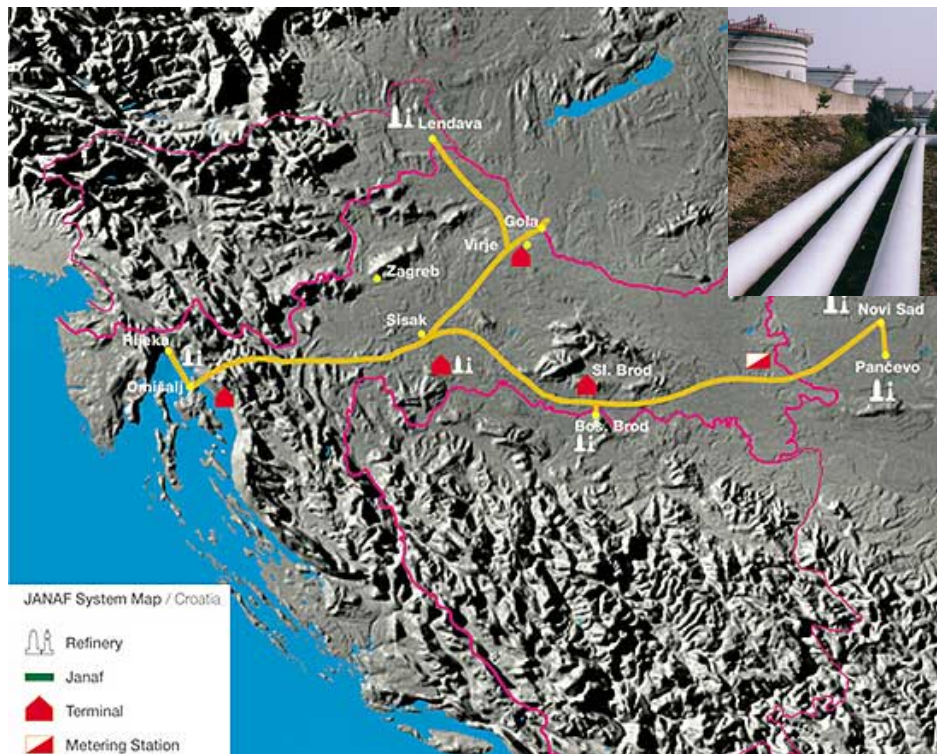 Lendava
Gola
Virje
Zagreb
Sisak
Novi Sad
Rijeka
Pančevo
Omišalj
Sl. Brod
Bos. Brod
JANAF System Map / Croatia
Refinery
Janaf
Terminal
Metering Station